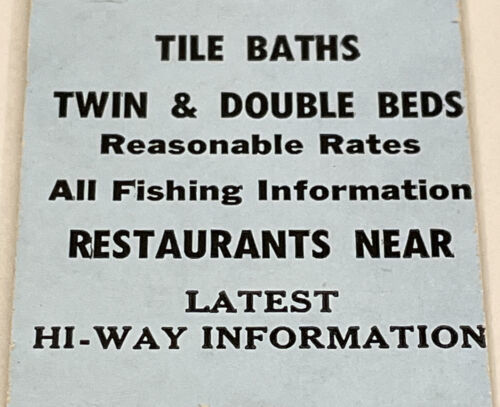 TILE BATHS
TWIN & DOUBLE BEDS
Reasonable Rates
All Fishing Information
RESTAURANTS NEAR
LATEST
HI-WAY INFORMATION